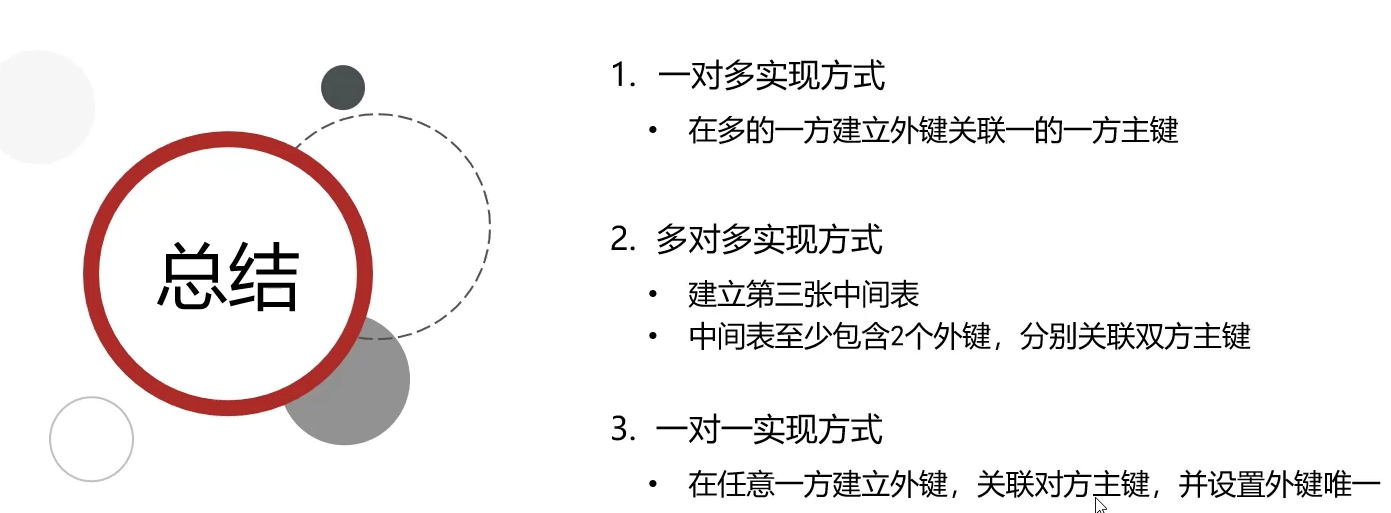 总结
1. 一对多实现方式
• 在多的一方建立外键关联一的一方主键
2. 多对多实现方式
• 建立第三张中间表
• 中间表至少包含2个外键，分别关联双方主键
3. 一对一实现方式
• 在任意一方建立外键，关联对方主键，并设置外键唯一